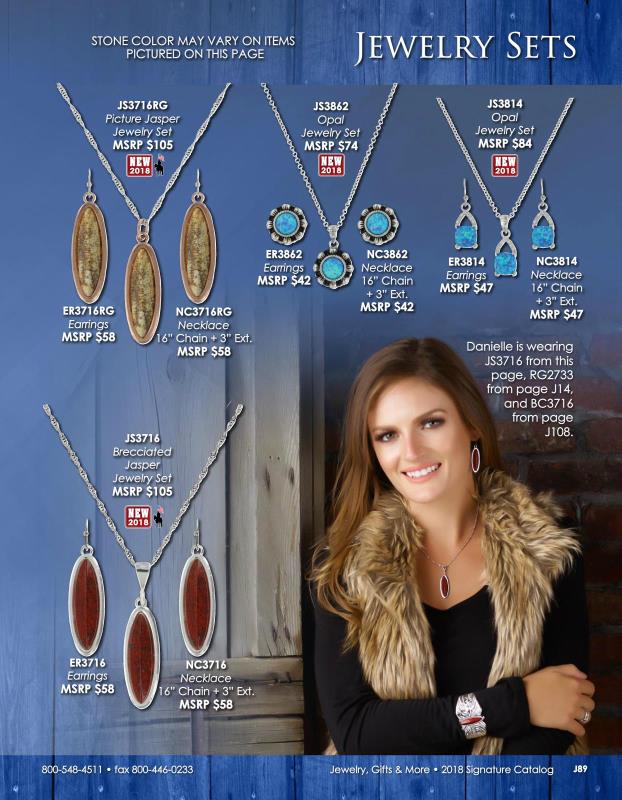 STONE COLOR MAY VARY ON ITEMS
PICTURED ON THIS PAGE
JEWELRY SETS
JS3716RG
Picture Jasper
Jewelry Set
MSRP $105
NEW
2018
ER3716RG
Earrings
MSRP $58
NC3716RG
Necklace
16" Chain + 3" Ext.
MSRP $58
JS3862
Opal
Jewelry Set
MSRP $74
NEW
2018
ER3862
Earrings
MSRP $42
NC3862
Necklace
16" Chain
+ 3" Ext.
MSRP $42
JS3814
Opal
Jewelry Set
MSRP $84
NEW
2018
ER3814
Earrings
MSRP $47
NC3814
Necklace
16" Chain
+ 3" Ext.
MSRP $47
Danielle is wearing
JS3716 from this
page, RG2733
from page J14,
and BC3716
from page
J108.
JS3716
Brecciated
Jasper
Jewelry Set
MSRP $105
NEW
2018
ER3716
Earrings
MSRP $58
NC3716
Necklace
16" Chain + 3" Ext.
MSRP $58
800-548-4511 • fax 800-446-0233
Jewelry, Gifts & More • 2018 Signature Catalog J89